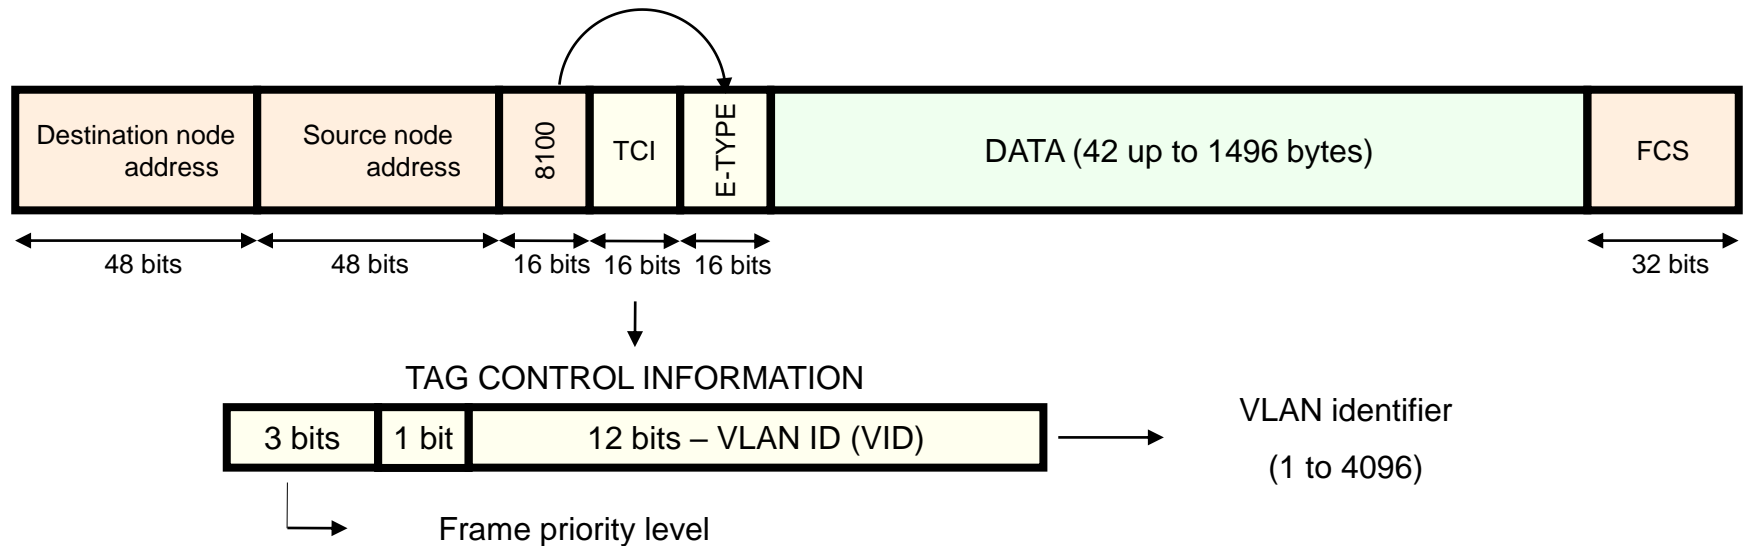 Destination node
address
Source node
address
8100
TCI
E-TYPE
DATA (42 up to 1496 bytes)
FCS
48 bits
48 bits
16 bits
16 bits
16 bits
32 bits
TAG CONTROL INFORMATION
3 bits
1 bit
12 bits – VLAN ID (VID)
VLAN identifier
(1 to 4096)
Frame priority level